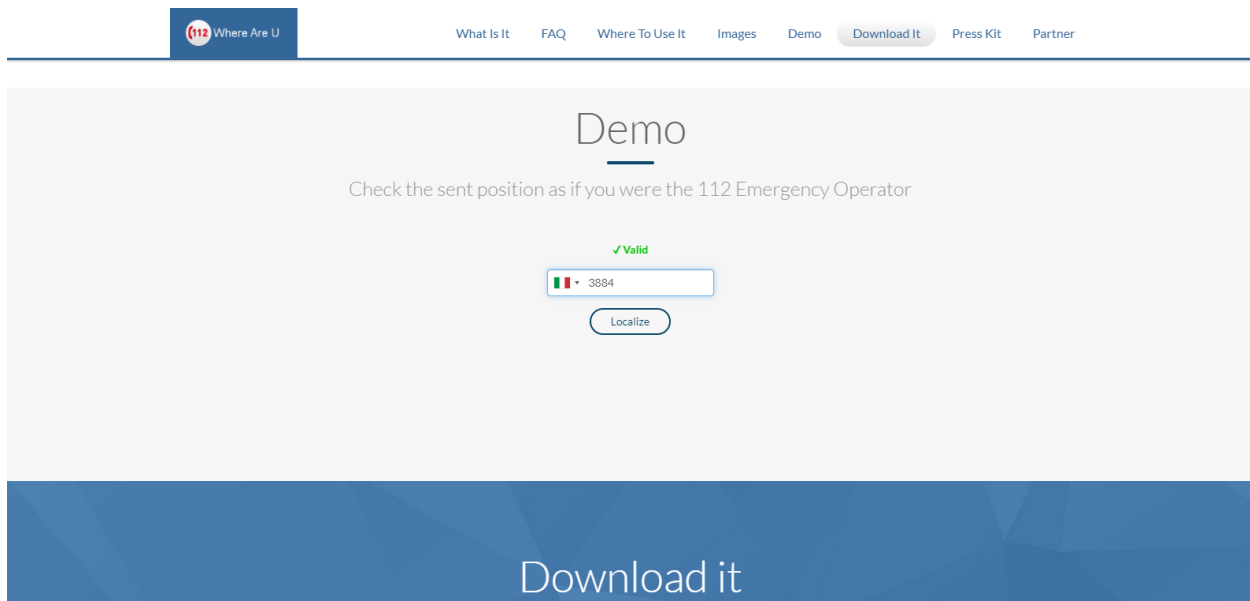 112 Where Are U
What Is It FAQ Where To Use It Images Demo Download It Press Kit Partner
Demo
Check the sent position as if you were the 112 Emergency Operator
✓ Valid
3884
Localize
Download it